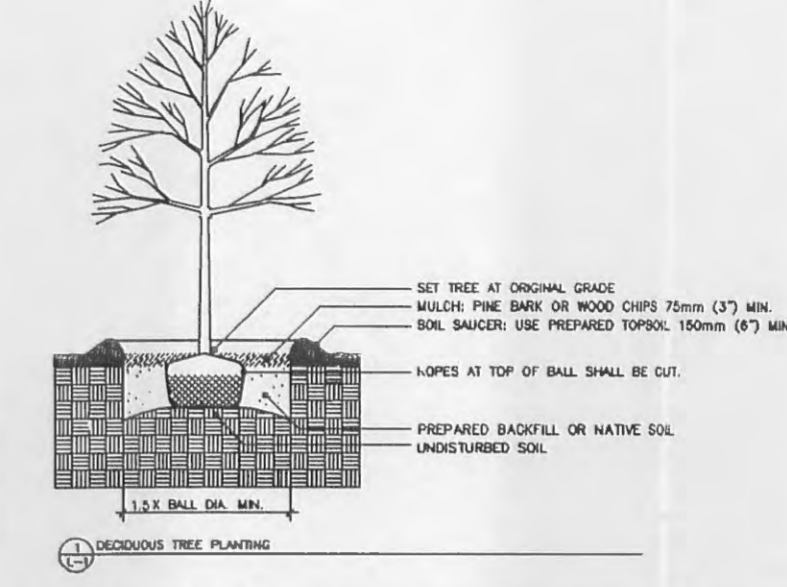 SET TREE AT ORIGINAL GRADE
MULCH: PINE BARK OR WOOD CHIPS 75mm (3") MIN.
SOIL SAUCER: USE PREPARED TOPSOIL 150mm (6") MIN
ROPES AT TOP OF BALL SHALL BE CUT.
PREPARED BACKFILL OR NATIVE SOIL
UNDISTURBED SOIL
1.5X BALL DIA. MIN.
1
L-1
DECIDUOUS TREE PLANTING